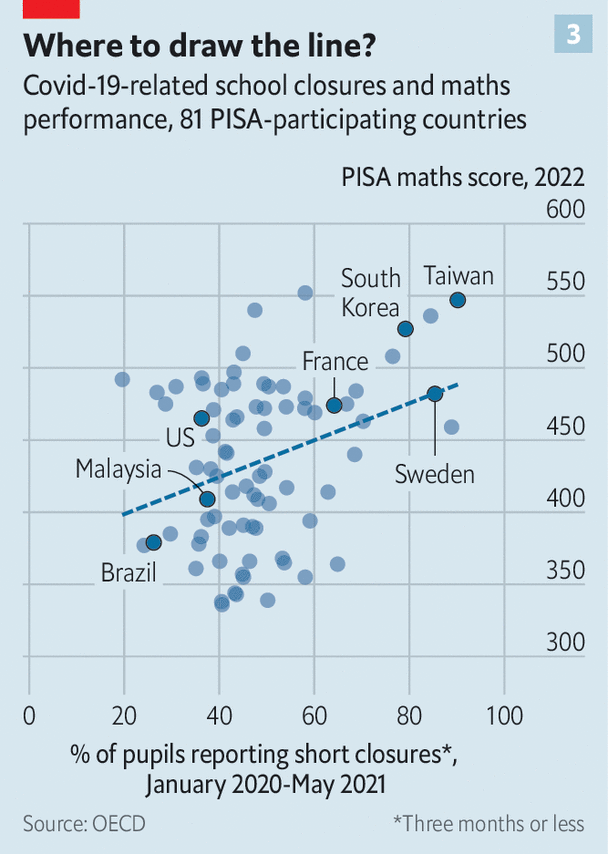 3
Where to draw the line?
Covid-19-related school closures and maths
performance, 81 PISA-participating countries
PISA maths score, 2022
600
550
500
450
400
350
300
South
Korea
Taiwan
France
US
Malaysia
Sweden
Brazil
0 20 40 60 80 100
% of pupils reporting short closures*,
January 2020-May 2021
Source: OECD
*Three months or less